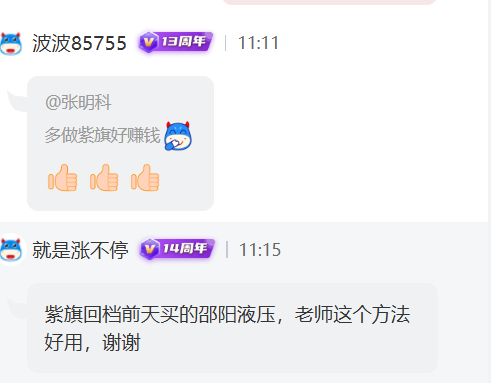 波波85755 V 13周年 11:11
@张明科
多做紫旗好赚钱
就是涨不停 V 14周年 11:15
紫旗回档前天买的邵阳液压，老师这个方法
好用，谢谢